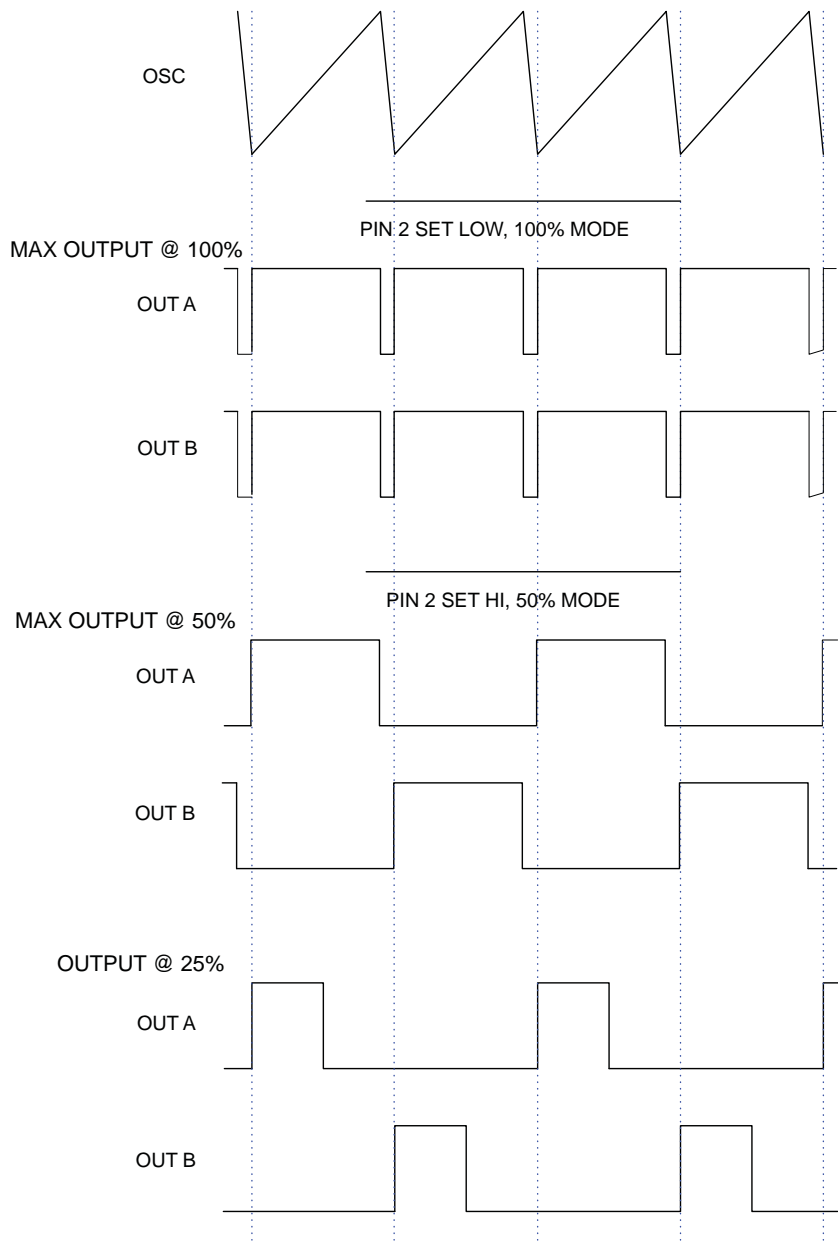 OSC
PIN 2 SET LOW, 100% MODE
MAX OUTPUT @ 100%
OUT A
OUT B
PIN 2 SET HI, 50% MODE
MAX OUTPUT @ 50%
OUT A
OUT B
OUTPUT @ 25%
OUT A
OUT B